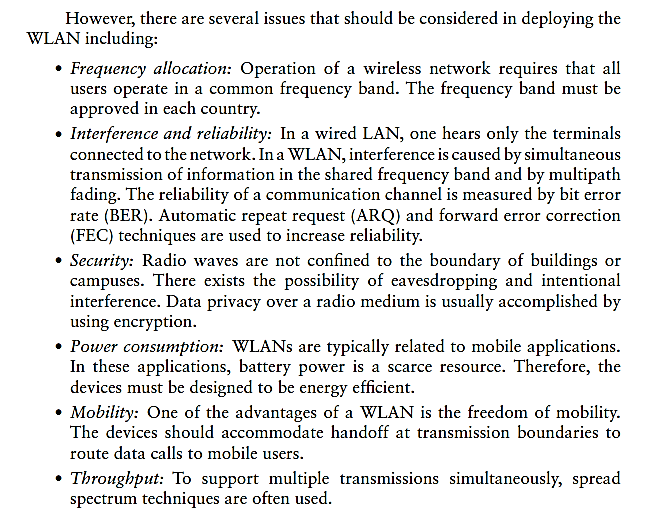 However, there are several issues that should be considered in deploying the
WLAN including:
• Frequency allocation: Operation of a wireless network requires that all
users operate in a common frequency band. The frequency band must be
approved in each country.
• Interference and reliability: In a wired LAN, one hears only the terminals
connected to the network. In a WLAN, interference is caused by simultaneous
transmission of information in the shared frequency band and by multipath
fading. The reliability of a communication channel is measured by bit error
rate (BER). Automatic repeat request (ARQ) and forward error correction
(FEC) techniques are used to increase reliability.
• Security: Radio waves are not confined to the boundary of buildings or
campuses. There exists the possibility of eavesdropping and intentional
interference. Data privacy over a radio medium is usually accomplished by
using encryption.
• Power consumption: WLANs are typically related to mobile applications.
In these applications, battery power is a scarce resource. Therefore, the
devices must be designed to be energy efficient.
• Mobility: One of the advantages of a WLAN is the freedom of mobility.
The devices should accommodate handoff at transmission boundaries to
route data calls to mobile users.
• Throughput: To support multiple transmissions simultaneously, spread
spectrum techniques are often used.